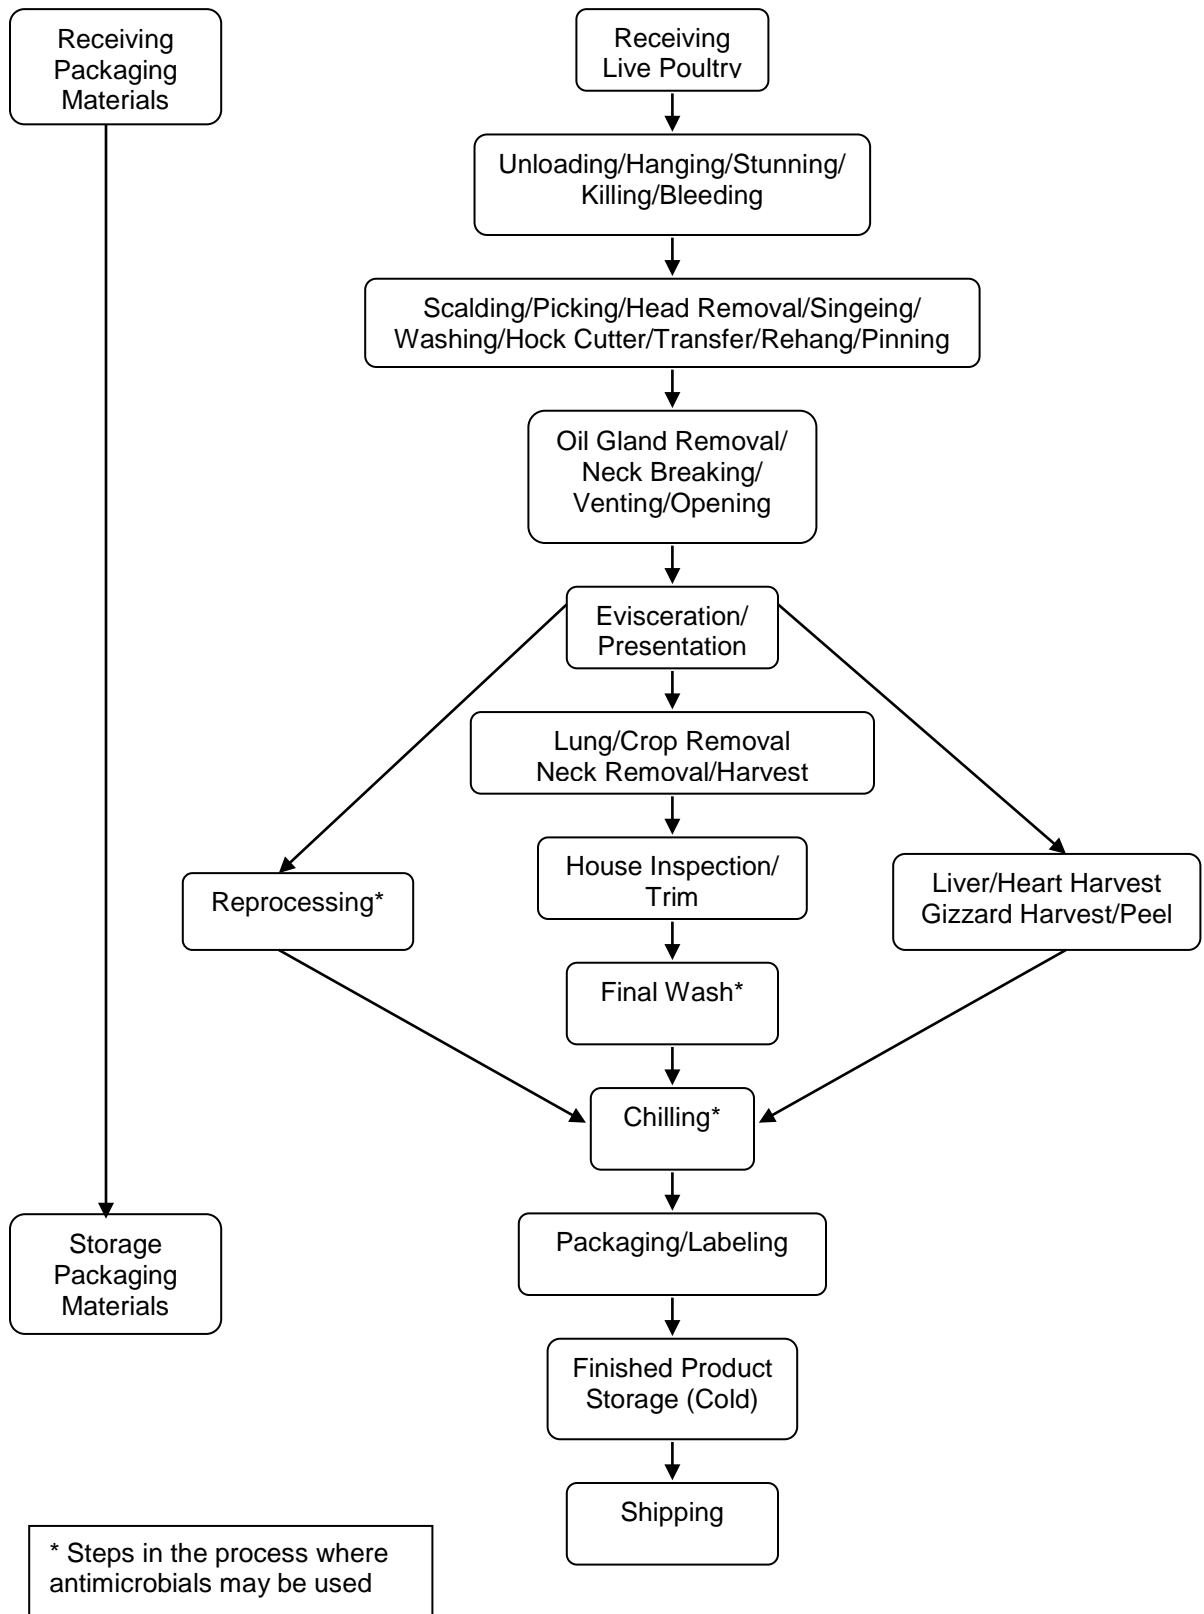 Receiving
Packaging
Materials
Receiving
Live Poultry
Unloading/Hanging/Stunning/
Killing/Bleeding
Scalding/Picking/Head Removal/Singeing/
Washing/Hock Cutter/Transfer/Rehang/Pinning
Oil Gland Removal/
Neck Breaking/
Venting/Opening
Evisceration/
Presentation
Lung/Crop Removal
Neck Removal/Harvest
House Inspection/
Trim
Reprocessing*
Liver/Heart Harvest
Gizzard Harvest/Peel
Final Wash*
Chilling*
Storage
Packaging
Materials
Packaging/Labeling
Finished Product
Storage (Cold)
Shipping
* Steps in the process where
antimicrobials may be used